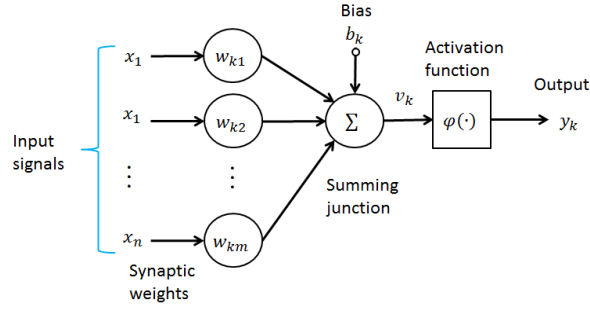 Bias
b_k
Activation
function
Output
x_1
w_k1
x_1
w_k2
Σ
v_k
φ(·)
y_k
Input
signals
⋮
⋮
Summing
junction
x_n
w_km
Synaptic
weights